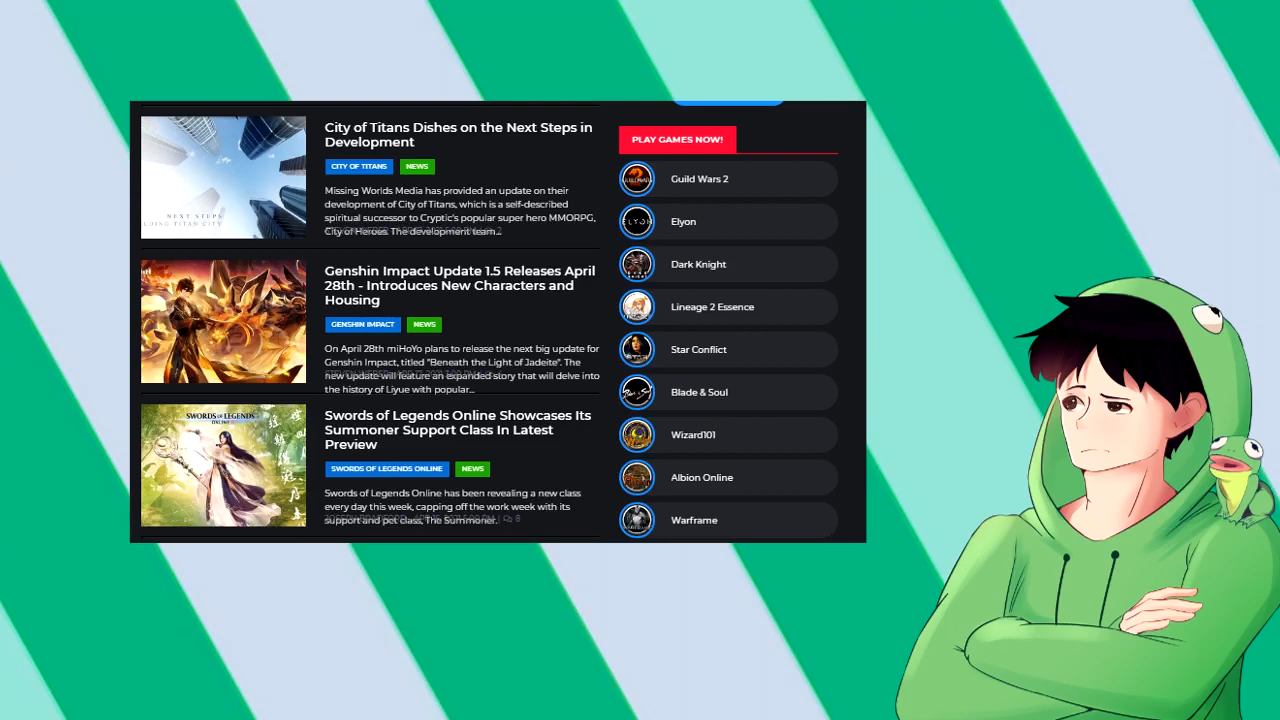 City of Titans Dishes on the Next Steps in
Development
CITY OF TITANS NEWS
Missing Worlds Media has provided an update on their
development of City of Titans, which is a self-described
spiritual successor to Cryptic's popular super hero MMORPG,
City of Heroes. The development team...
NEXT STEPS
Genshin Impact Update 1.5 Releases April
28th - Introduces New Characters and
Housing
GENSHIN IMPACT NEWS
On April 28th miHoYo plans to release the next big update for
Genshin Impact, titled "Beneath the Light of Jadeite". The
new update will feature an expanded story that will delve into
the history of Liyue with popular...
SWORDS OF LEGENDS
ONLINE
Swords of Legends Online Showcases Its
Summoner Support Class In Latest
Preview
SWORDS OF LEGENDS ONLINE NEWS
Swords of Legends Online has been revealing a new class
every day this week, capping off the work week with its
support and pet class, The Summoner.
PLAY GAMES NOW!
Guild Wars 2
ELYON Elyon
Dark Knight
Lineage 2 Essence
Star Conflict
Blade & Soul
Wizard101
Albion Online
Warframe